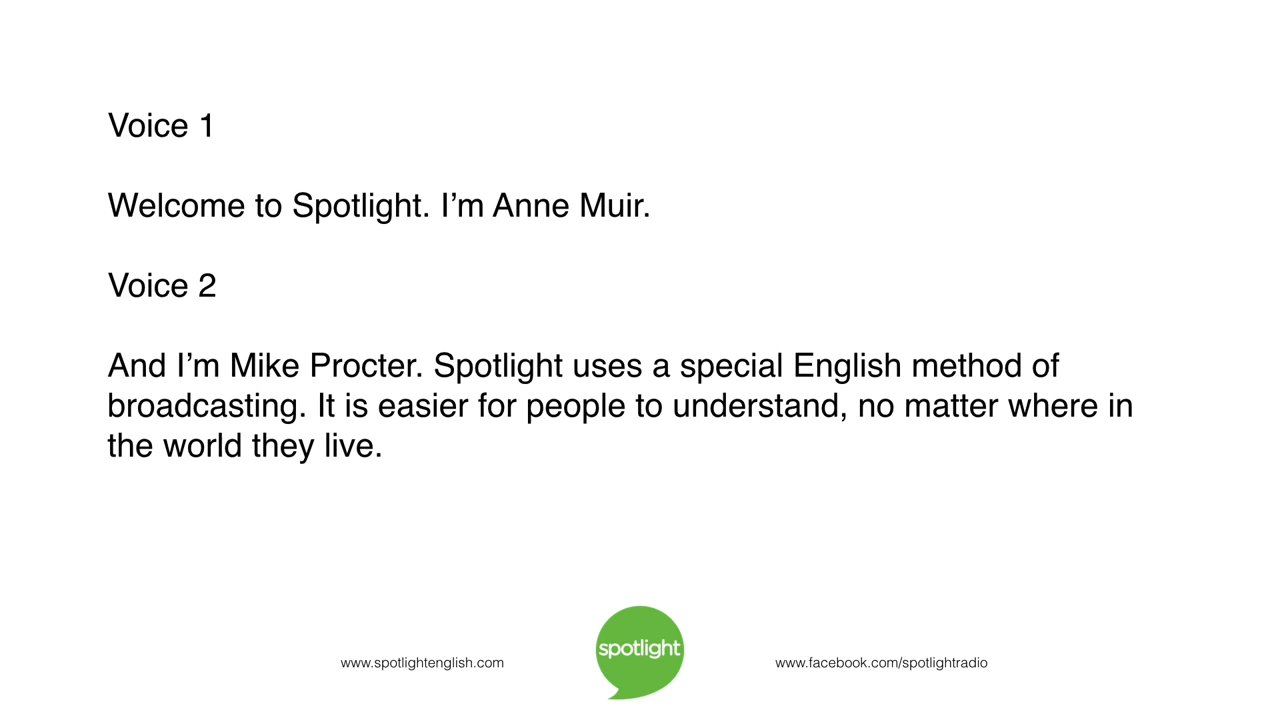 Voice 1
Welcome to Spotlight. I’m Anne Muir.
Voice 2
And I’m Mike Procter. Spotlight uses a special English method of
broadcasting. It is easier for people to understand, no matter where in
the world they live.
www.spotlightenglish.com
spotlight
www.facebook.com/spotlightradio